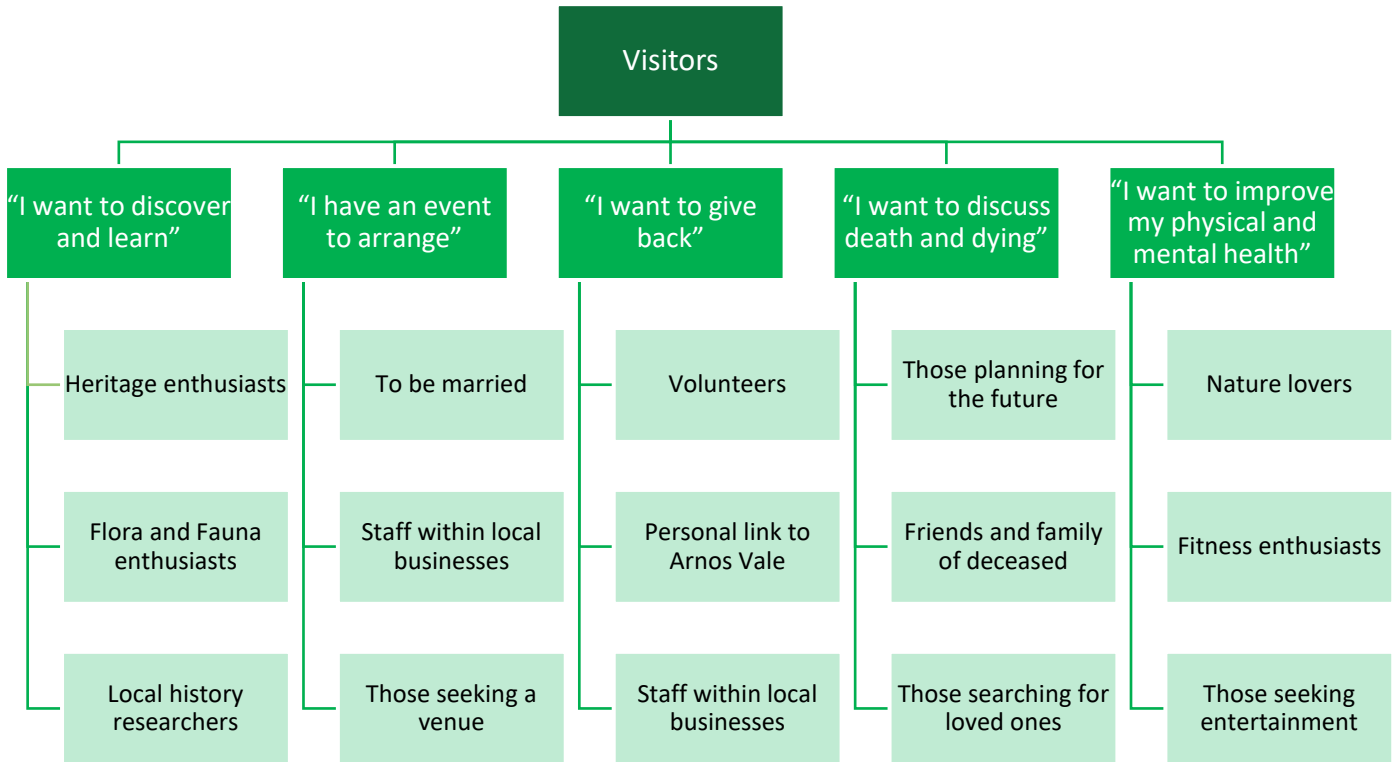 Visitors
“I want to discover
and learn”
“I have an event
to arrange”
“I want to give
back”
“I want to discuss
death and dying”
“I want to improve
my physical and
mental health”
Heritage enthusiasts
Flora and Fauna
enthusiasts
Local history
researchers
To be married
Staff within local
businesses
Those seeking a
venue
Volunteers
Personal link to
Arnos Vale
Staff within local
businesses
Those planning for
the future
Friends and family
of deceased
Those searching for
loved ones
Nature lovers
Fitness enthusiasts
Those seeking
entertainment